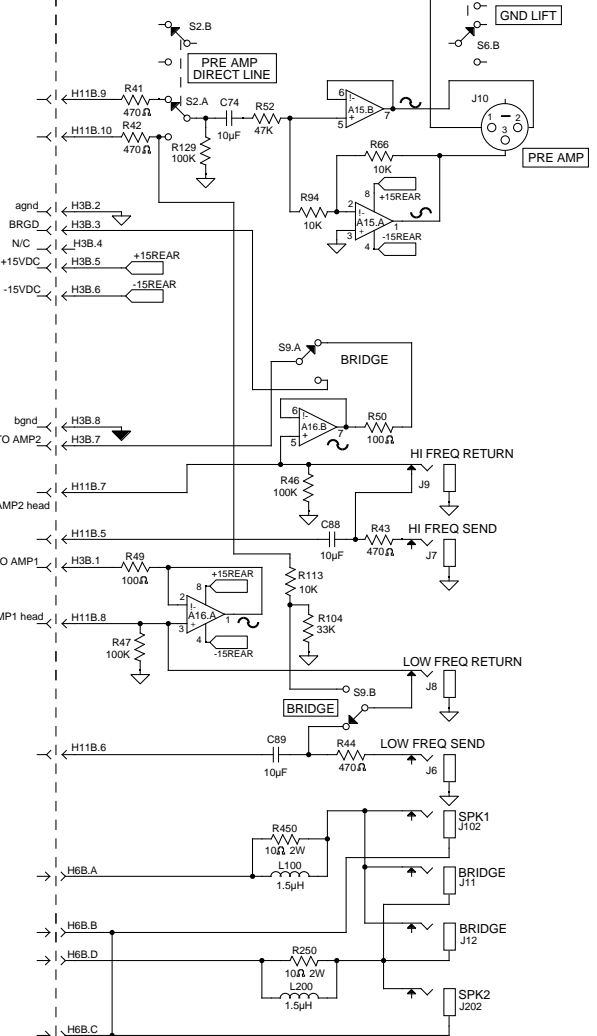 S2.B
GND LIFT
S6.B
PRE AMP
DIRECT LINE
H11B.9
R41
470Ω
S2.A
C74
10µF
R52
47K
6
5
A15.B
7
J10
1
2
3
PRE AMP
H11B.10
R42
470Ω
R129
100K
R66
10K
R94
10K
8
+15REAR
2
3
A15.A
1
4
-15REAR
agnd
H3B.2
BRGD
H3B.3
N/C
H3B.4
+15VDC
H3B.5
+15REAR
-15VDC
H3B.6
-15REAR
S9.A
BRIDGE
bgnd
H3B.8
TO AMP2
H3B.7
6
5
A16.B
7
R50
100Ω
HI FREQ RETURN
J9
H11B.7
R46
100K
AMP2 head
H11B.5
C88
10µF
R43
470Ω
HI FREQ SEND
J7
O AMP1
H3B.1
R49
100Ω
8
+15REAR
2
3
A16.A
1
4
-15REAR
R113
10K
R104
33K
MP1 head
H11B.8
R47
100K
LOW FREQ RETURN
J8
S9.B
BRIDGE
H11B.6
C89
10µF
R44
470Ω
LOW FREQ SEND
J6
SPK1
J102
R450
10Ω 2W
L100
1.5µH
H6B.A
BRIDGE
J11
H6B.B
BRIDGE
J12
H6B.D
R250
10Ω 2W
L200
1.5µH
SPK2
J202
H6B.C